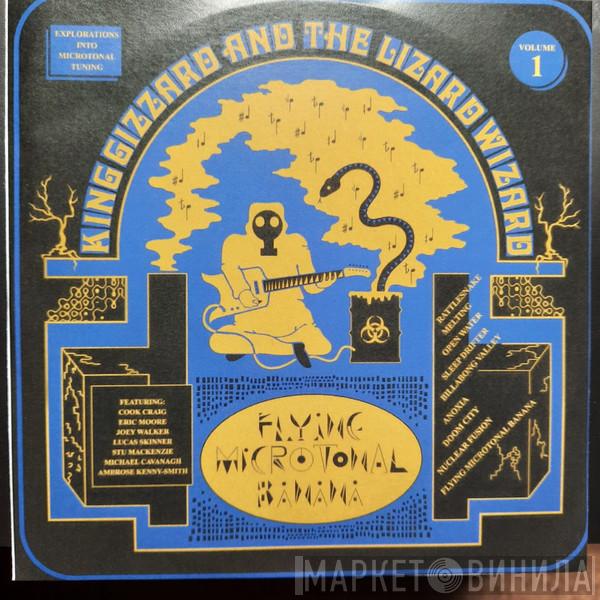 EXPLORATIONS
INTO
MICROTONAL
TUNING
KING GIZZARD AND THE LIZARD WIZARD
VOLUME
1
FEATURING:
COOK CRAIG
ERIC MOORE
JOEY WALKER
LUCAS SKINNER
STU MACKENZIE
MICHAEL CAVANAGH
AMBROSE KENNY-SMITH
FLYING
MICROTONAL
BANANA
RATTLESNAKE
MELTING
OPEN WATER
SLEEP DRIFTER
BILLABONG VALLEY
ANOXIA
DOOM CITY
NUCLEAR FUSION
FLYING MICROTONAL BANANA
МАРКЕТ ВИНИЛА